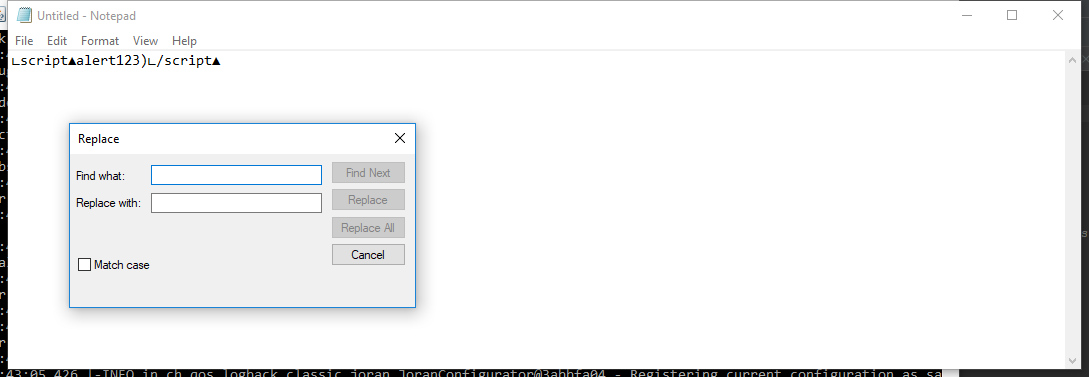 Untitled - Notepad
File Edit Format View Help
∟script▲alert123)∟/script▲
Replace
Find what:
Find Next
Replace with:
Replace
Replace All
Cancel
Match case
:43:05,426 |-INFO in ch.qos.logback.classic.joran.JoranConfigurator@3abbfa04 - Registering current configuration as sa